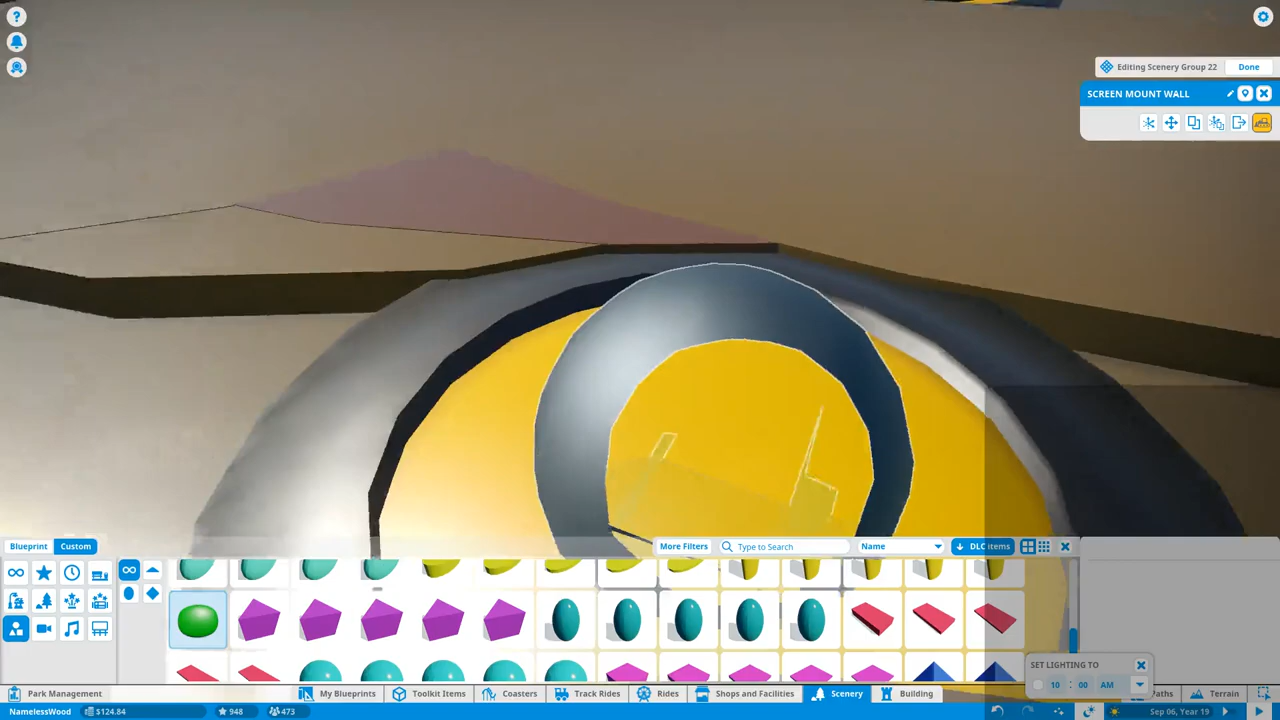 ?
Editing Scenery Group 22 Done
SCREEN MOUNT WALL
Blueprint Custom More Filters Type to Search Name DLC items
SET LIGHTING TO
10 : 00 AM
Park Management My Blueprints Toolkit Items Coasters Track Rides Rides Shops and Facilities Scenery Building Paths Terrain
NamelessWood $124.84 948 473 Sep 06, Year 19